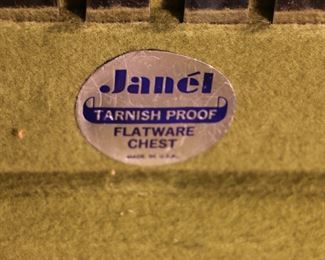 Janél
TARNISH PROOF
FLATWARE
CHEST
MADE IN U.S.A.